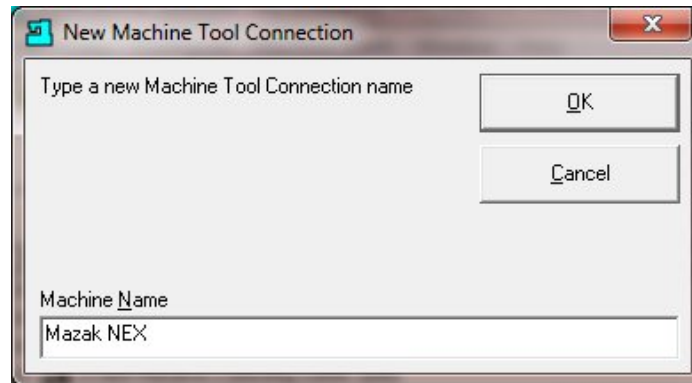 New Machine Tool Connection
Type a new Machine Tool Connection name
OK
Cancel
Machine Name
Mazak NEX